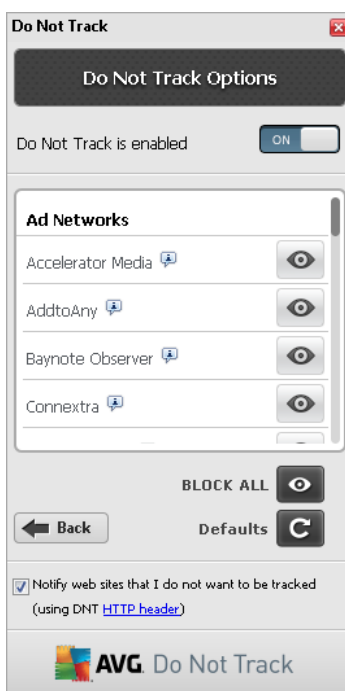 Do Not Track
Do Not Track Options
Do Not Track is enabled
ON
Ad Networks
Accelerator Media
AddtoAny
Baynote Observer
Connextra
BLOCK ALL
Back
Defaults
Notify web sites that I do not want to be tracked
(using DNT HTTP header)
AVG. Do Not Track